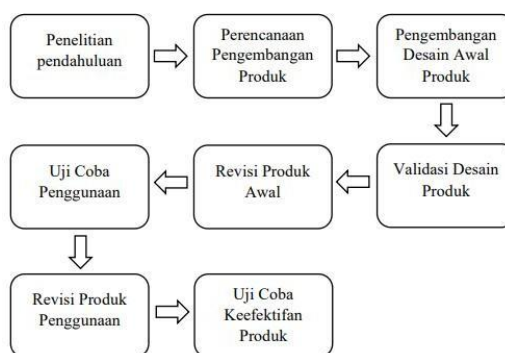 Penelitian
pendahuluan
Perencanaan
Pengembangan
Produk
Pengembangan
Desain Awal
Produk
Validasi Desain
Produk
Revisi Produk
Awal
Uji Coba
Penggunaan
Revisi Produk
Penggunaan
Uji Coba
Keefektifan
Produk